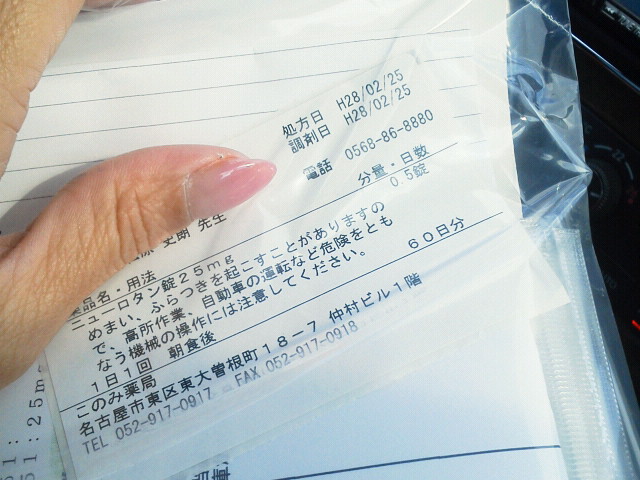 処方日 H28/02/25
調剤日 H28/02/25
電話 0568-86-8880
史朗 先生
分量・日数
薬品名・用法
ニューロタン錠25mg 0.5錠
めまい、ふらつきを起こすことがありますの
で、高所作業、自動車の運転など危険をとも
なう機械の操作には注意してください。
1日1回 朝食後 60日分
このみ薬局
名古屋市東区東大曽根町18-7 仲村ビル1階
TEL 052-917-0917 FAX 052-917-0918